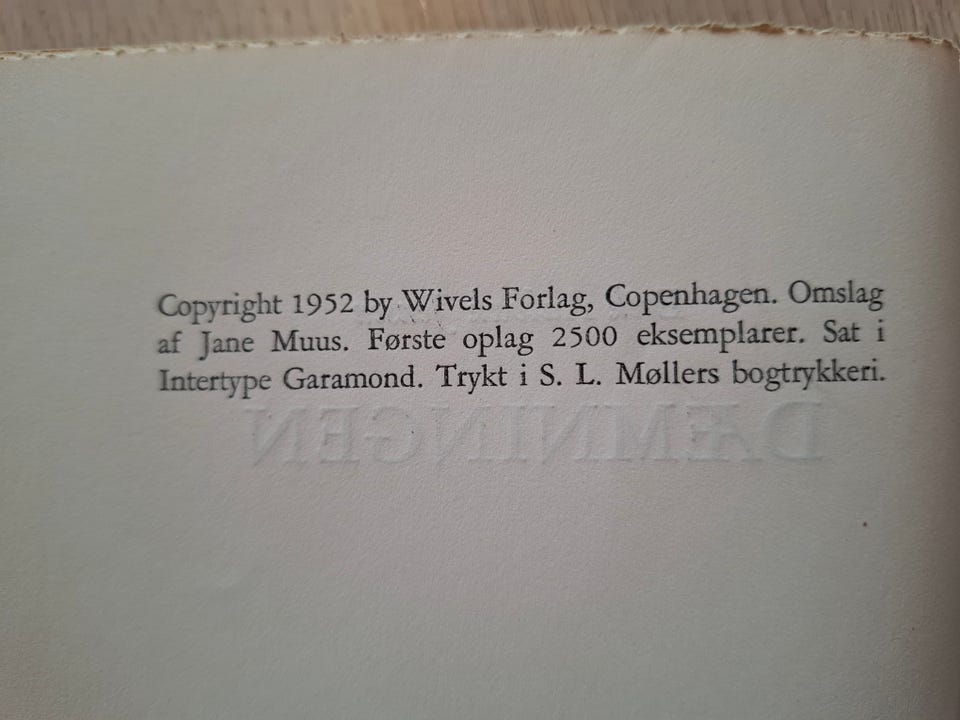 Copyright 1952 by Wivels Forlag, Copenhagen. Omslag
af Jane Muus. Første oplag 2500 eksemplarer. Sat i
Intertype Garamond. Trykt i S. L. Møllers bogtrykkeri.
DÆMNINGEN